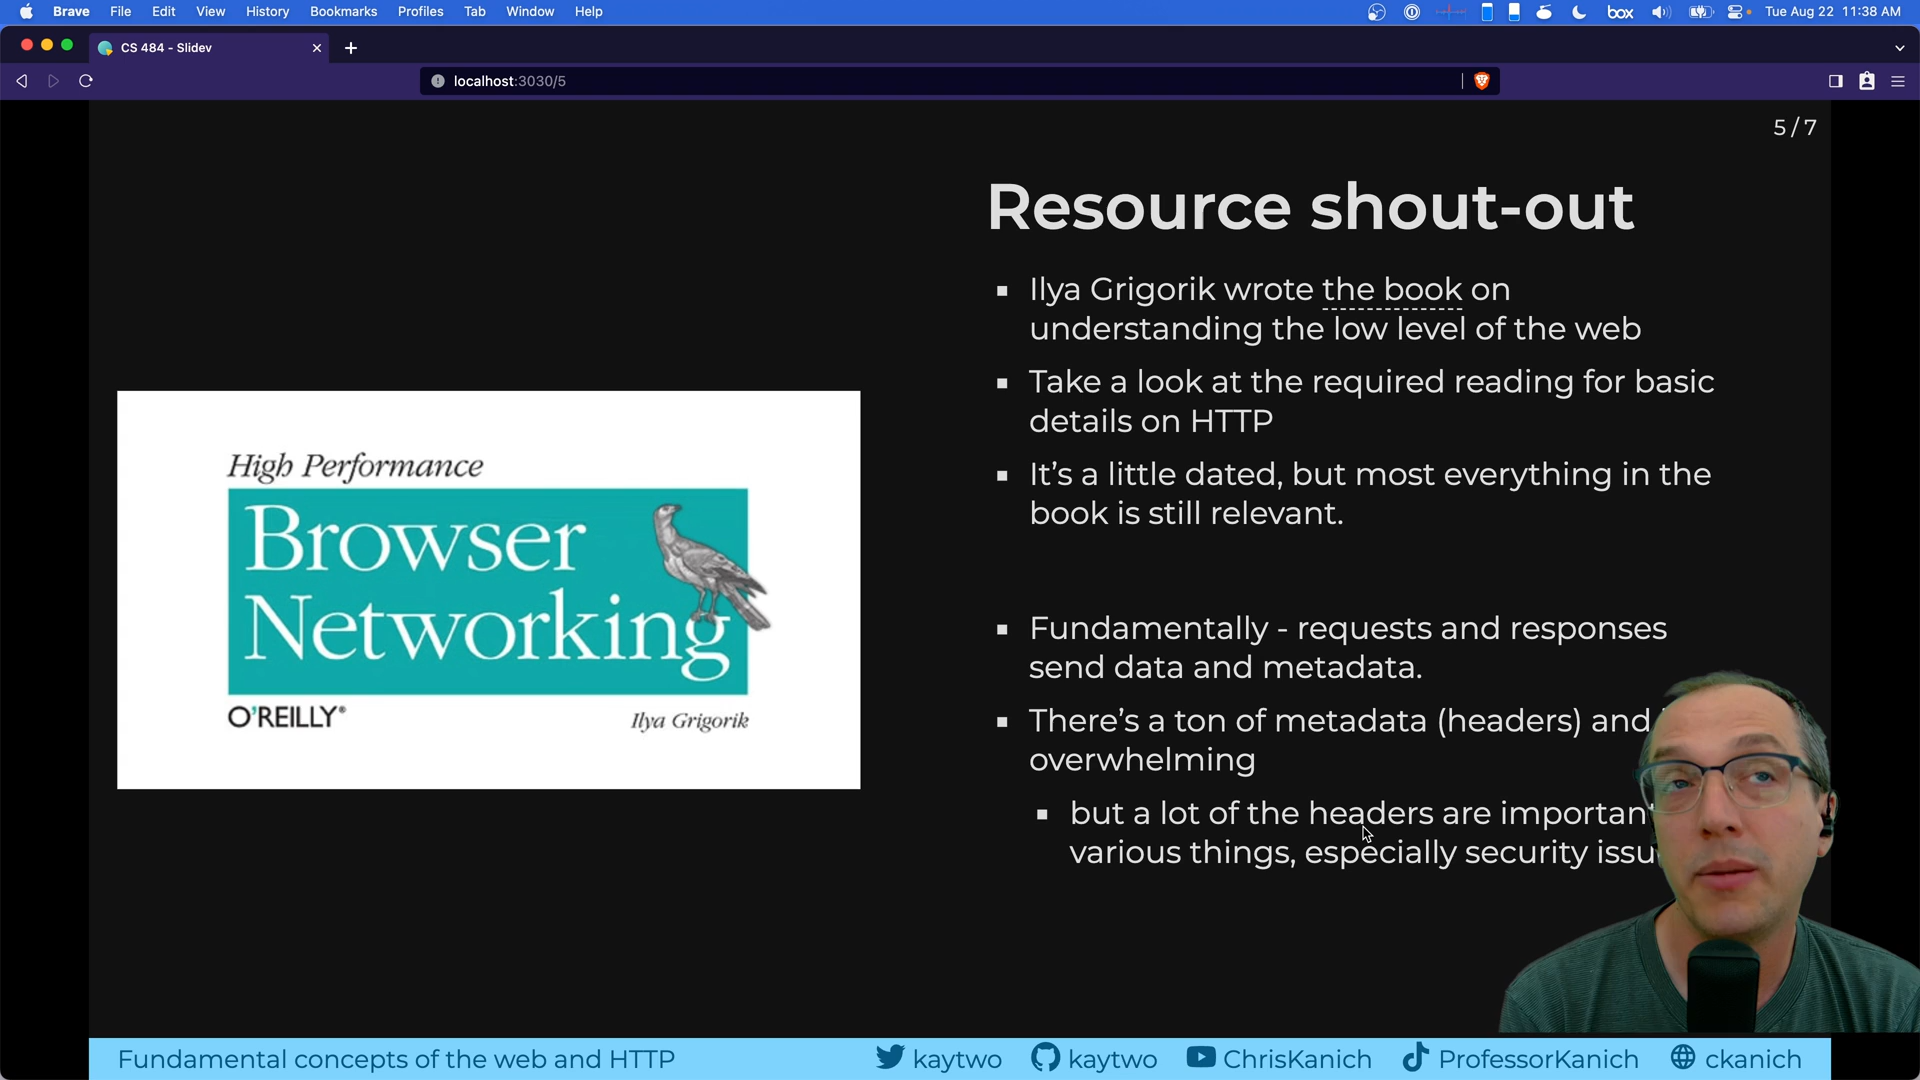 Brave File Edit View History Bookmarks Profiles Tab Window Help box Tue Aug 22 11:38 AM
CS 484 - Slidev
localhost:3030/5
5 / 7
Resource shout-out
Ilya Grigorik wrote the book on
understanding the low level of the web
Take a look at the required reading for basic
details on HTTP
It’s a little dated, but most everything in the
book is still relevant.
Fundamentally - requests and responses
send data and metadata.
There’s a ton of metadata (headers) and
overwhelming
but a lot of the headers are
various things, especially security
High Performance
Browser
Networking
O'REILLY®
Ilya Grigorik
Fundamental concepts of the web and HTTP kaytwo kaytwo ChrisKanich ProfessorKanich ckanich